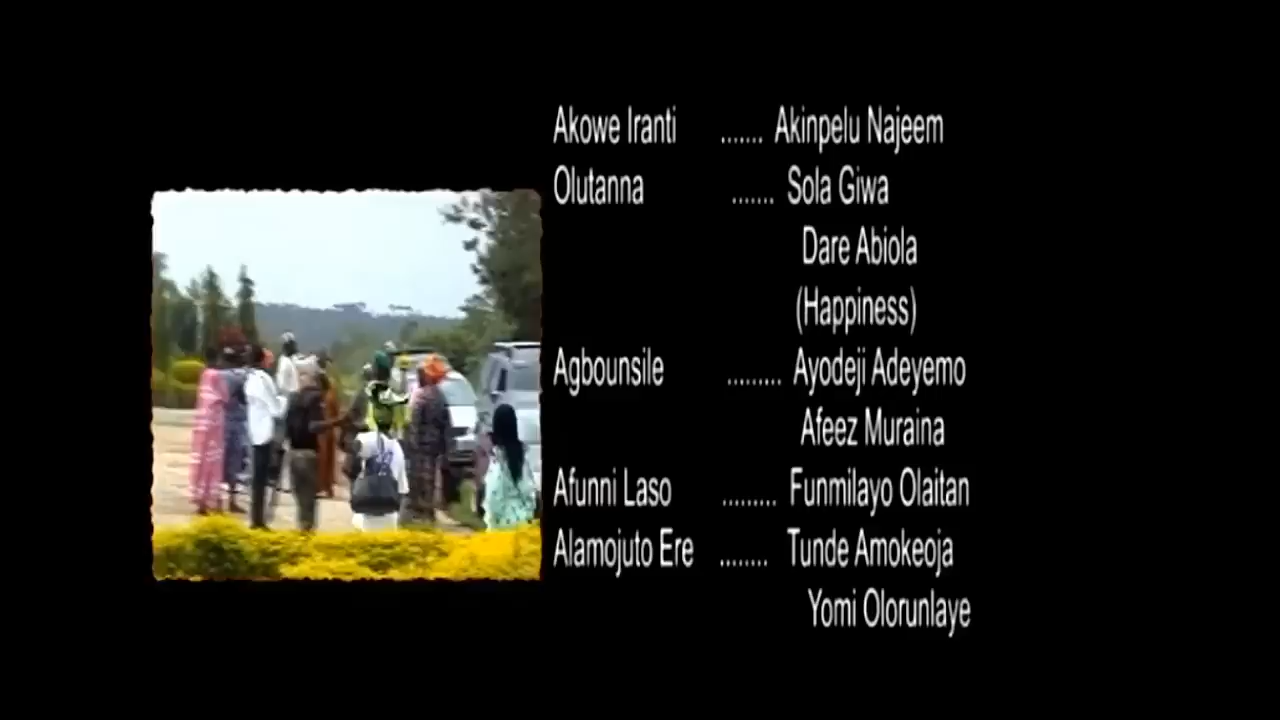 Akowe Iranti ....... Akinpelu Najeem
Olutanna ....... Sola Giwa
Dare Abiola
(Happiness)
Agbounsile ......... Ayodeji Adeyemo
Afeez Muraina
Afunni Laso ......... Funmilayo Olaitan
Alamojuto Ere ........ Tunde Amokeoja
Yomi Olorunlaye